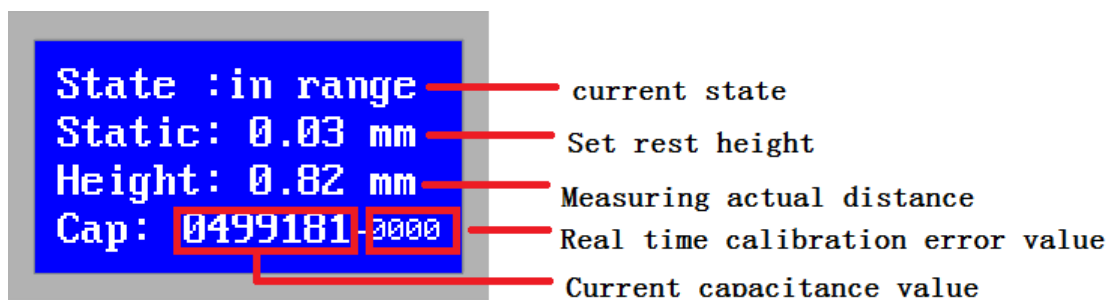 State :in range
current state
Static: 0.03 mm
Set rest height
Height: 0.82 mm
Measuring actual distance
Cap: 0499181-0000
Real time calibration error value
Current capacitance value